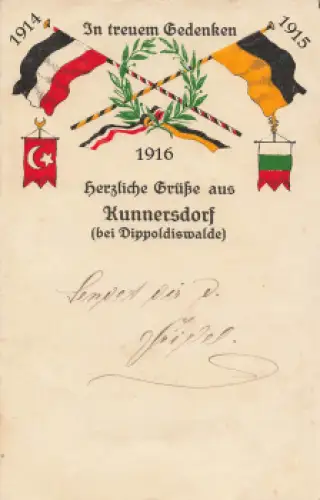 1914
In treuem Gedenken
1915
1916
Herzliche Grüße aus
Kunnersdorf
(bei Dippoldiswalde)